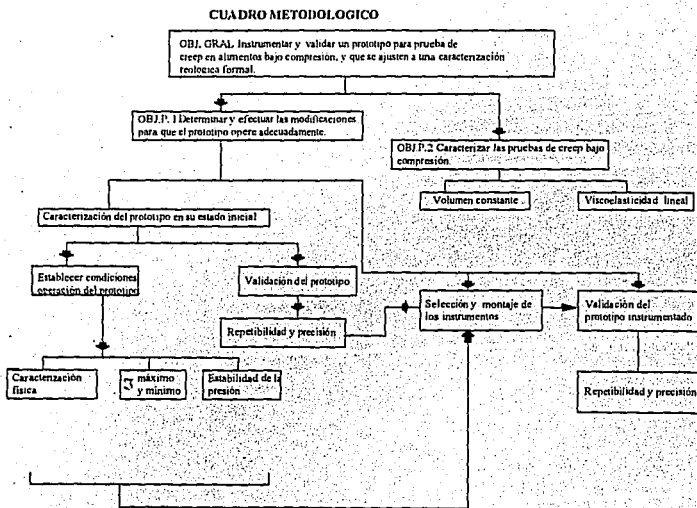 CUADRO METODOLOGICO
OBJ. GRAL. Instrumentar y validar un prototipo para prueba de
creep en alimentos bajo compresión, y que se ajusten a una caracterización
reologica formal.
OBJ.P. 1 Determinar y efectuar las modificaciones
para que el prototipo opere adecuadamente.
OBJ.P.2 Caracterizar las pruebas de creep bajo
compresión.
Volumen constante
Viscoelasticidad lineal
Caracterización del prototipo en su estado inicial
Establecer condiciones
operación del prototipo
Validación del prototipo
Repetibilidad y precisión
Selección y montaje de
los instrumentos
Validación del
prototipo instrumentado
Repetibilidad y precisión
Caracterización
física
máximo
y mínimo
Estabilidad de la
presión